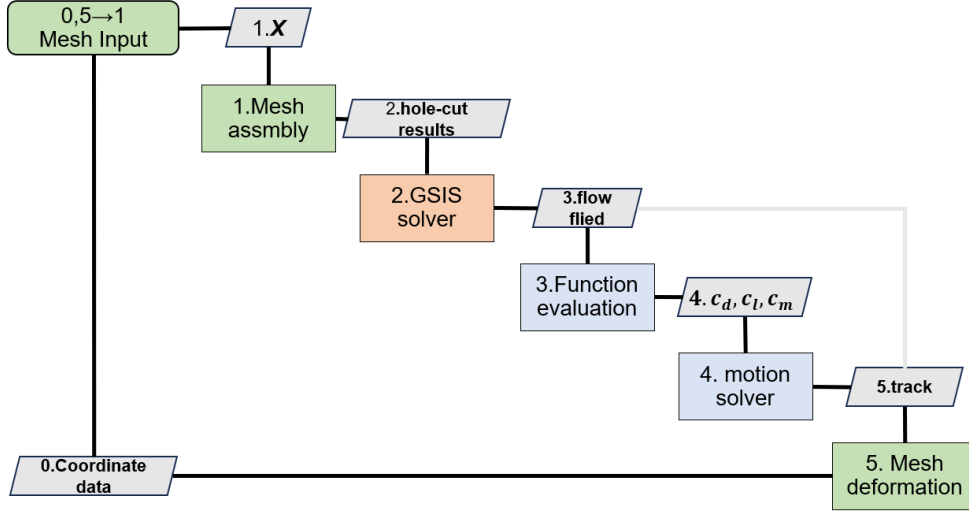 0,5→1
Mesh Input
1.X
1.Mesh
assmbly
2.hole-cut
results
2.GSIS
solver
3.flow
flied
3.Function
evaluation
4. c_d, c_l, c_m
4. motion
solver
5.track
0.Coordinate
data
5. Mesh
deformation